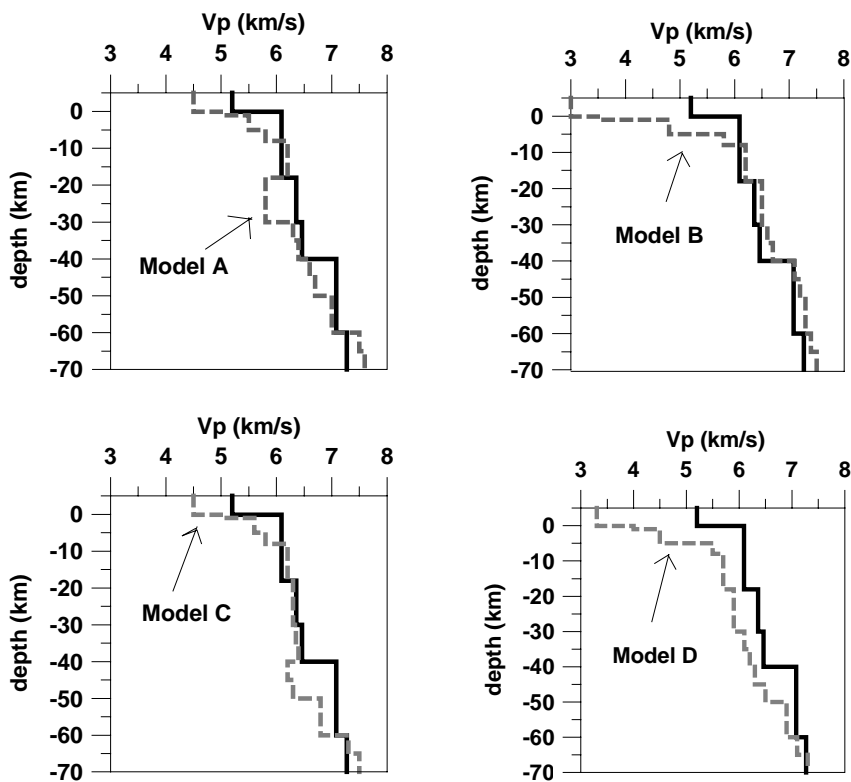 Vp (km/s)
3 4 5 6 7 8
0
-10
-20
-30
-40
-50
-60
-70
depth (km)
Model A
Vp (km/s)
3 4 5 6 7 8
0
-10
-20
-30
-40
-50
-60
-70
depth (km)
Model B
Vp (km/s)
3 4 5 6 7 8
0
-10
-20
-30
-40
-50
-60
-70
depth (km)
Model C
Vp (km/s)
3 4 5 6 7 8
0
-10
-20
-30
-40
-50
-60
-70
depth (km)
Model D